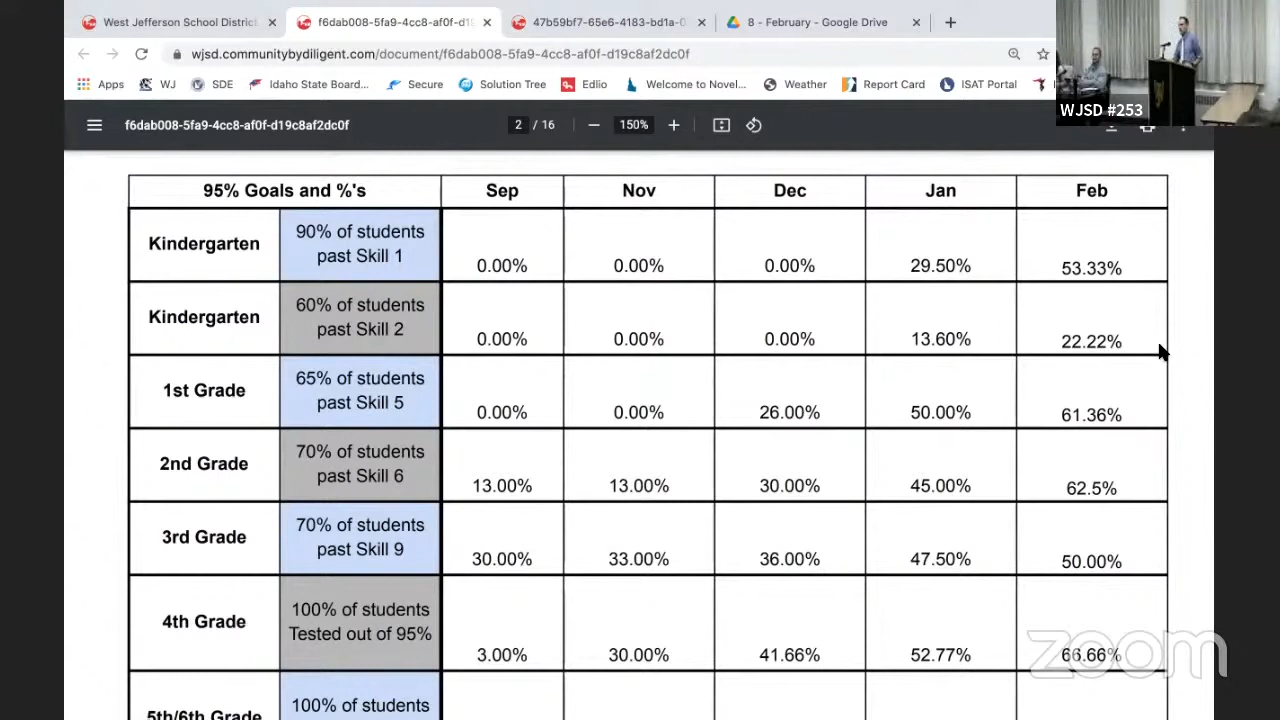 West Jefferson School District
f6dab008-5fa9-4cc8-af0f-d19
47b59bf7-65e6-4183-bd1a-0
8 - February - Google Drive
wjsd.communitybydiligent.com/document/f6dab008-5fa9-4cc8-af0f-d19c8af2dc0f
Apps WJ SDE Idaho State Board... Secure Solution Tree Edlio Welcome to Novel... Weather Report Card ISAT Portal
WJSD #253
f6dab008-5fa9-4cc8-af0f-d19c8af2dc0f 2 / 16 150%
95% Goals and %'s Sep Nov Dec Jan Feb
Kindergarten 90% of students
past Skill 1 0.00% 0.00% 0.00% 29.50% 53.33%
Kindergarten 60% of students
past Skill 2 0.00% 0.00% 0.00% 13.60% 22.22%
1st Grade 65% of students
past Skill 5 0.00% 0.00% 26.00% 50.00% 61.36%
2nd Grade 70% of students
past Skill 6 13.00% 13.00% 30.00% 45.00% 62.5%
3rd Grade 70% of students
past Skill 9 30.00% 33.00% 36.00% 47.50% 50.00%
4th Grade 100% of students
Tested out of 95% 3.00% 30.00% 41.66% 52.77% 66.66%
zoom
5th/6th Grade 100% of students